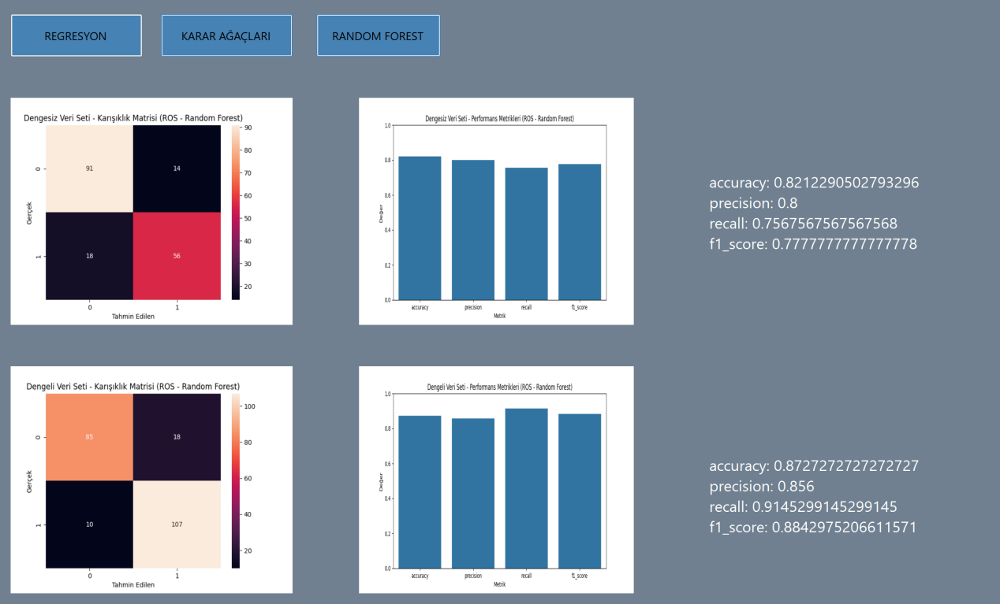 REGRESYON
KARAR AĞAÇLARI
RANDOM FOREST
Dengesiz Veri Seti - Karışıklık Matrisi (ROS - Random Forest)
90
91
14
80
0
70
60
Gerçek
50
40
18
56
1
30
20
0
1
Tahmin Edilen
Dengesiz Veri Seti - Performans Metrikleri (ROS - Random Forest)
1.0
0.8
0.6
Değer
0.4
0.2
0.0
accuracy
precision
recall
f1_score
Metrik
accuracy: 0.8212290502793296
precision: 0.8
recall: 0.7567567567567568
f1_score: 0.7777777777777778
Dengeli Veri Seti - Karışıklık Matrisi (ROS - Random Forest)
100
85
18
0
80
Gerçek
60
40
10
107
1
20
0
1
Tahmin Edilen
Dengeli Veri Seti - Performans Metrikleri (ROS - Random Forest)
1.0
0.8
0.6
Değer
0.4
0.2
0.0
accuracy
precision
recall
f1_score
Metrik
accuracy: 0.8727272727272727
precision: 0.856
recall: 0.9145299145299145
f1_score: 0.8842975206611571